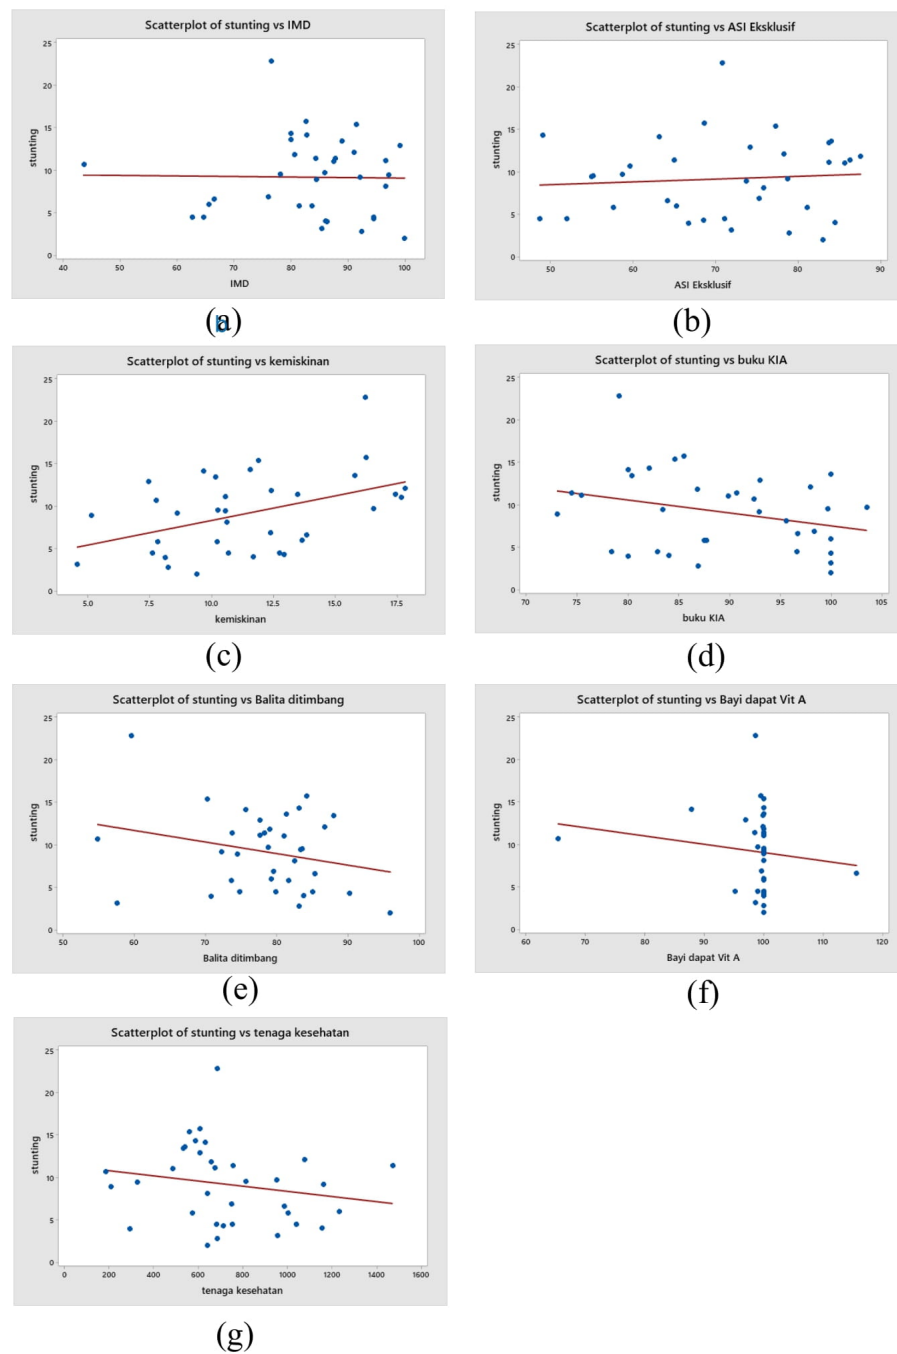 Scatterplot of stunting vs IMD
25
20
15
10
5
0
stunting
40 50 60 70 80 90 100
IMD
(a)
b
Scatterplot of stunting vs ASI Eksklusif
25
20
15
10
5
0
stunting
50 60 70 80 90
ASI Eksklusif
(b)
Scatterplot of stunting vs kemiskinan
25
20
15
10
5
0
stunting
5.0 7.5 10.0 12.5 15.0 17.5
kemiskinan
(c)
Scatterplot of stunting vs buku KIA
25
20
15
10
5
0
stunting
70 75 80 85 90 95 100 105
buku KIA
(d)
Scatterplot of stunting vs Balita ditimbang
25
20
15
10
5
0
stunting
50 60 70 80 90 100
Balita ditimbang
(e)
Scatterplot of stunting vs Bayi dapat Vit A
25
20
15
10
5
0
stunting
60 70 80 90 100 110 120
Bayi dapat Vit A
(f)
Scatterplot of stunting vs tenaga kesehatan
25
20
15
10
5
0
stunting
0 200 400 600 800 1000 1200 1400 1600
tenaga kesehatan
(g)